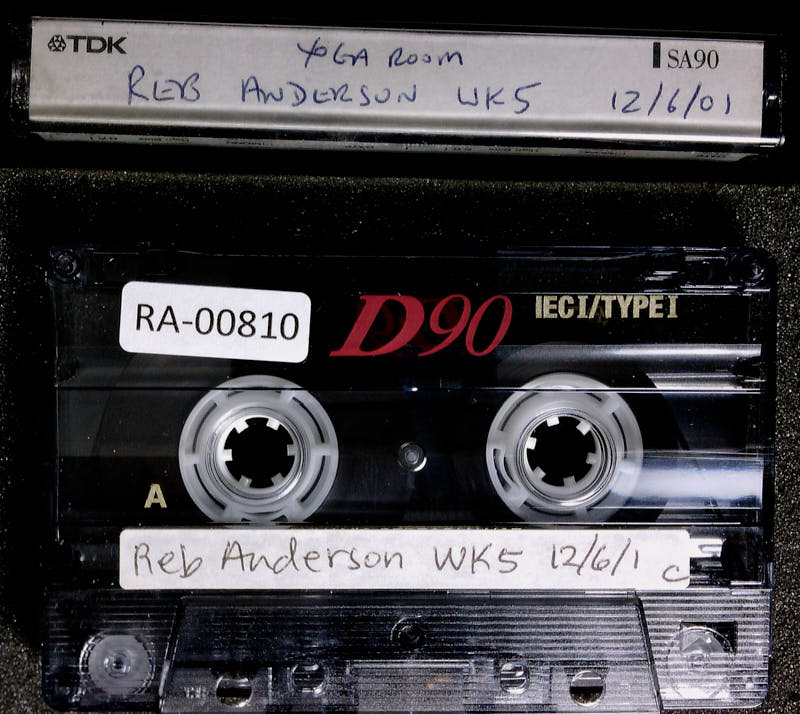 TDK
YOGA ROOM
SA90
REB ANDERSON WK5 12/6/01
RA-00810
D90
IECI/TYPEI
A
Reb Anderson WK5 12/6/1 C